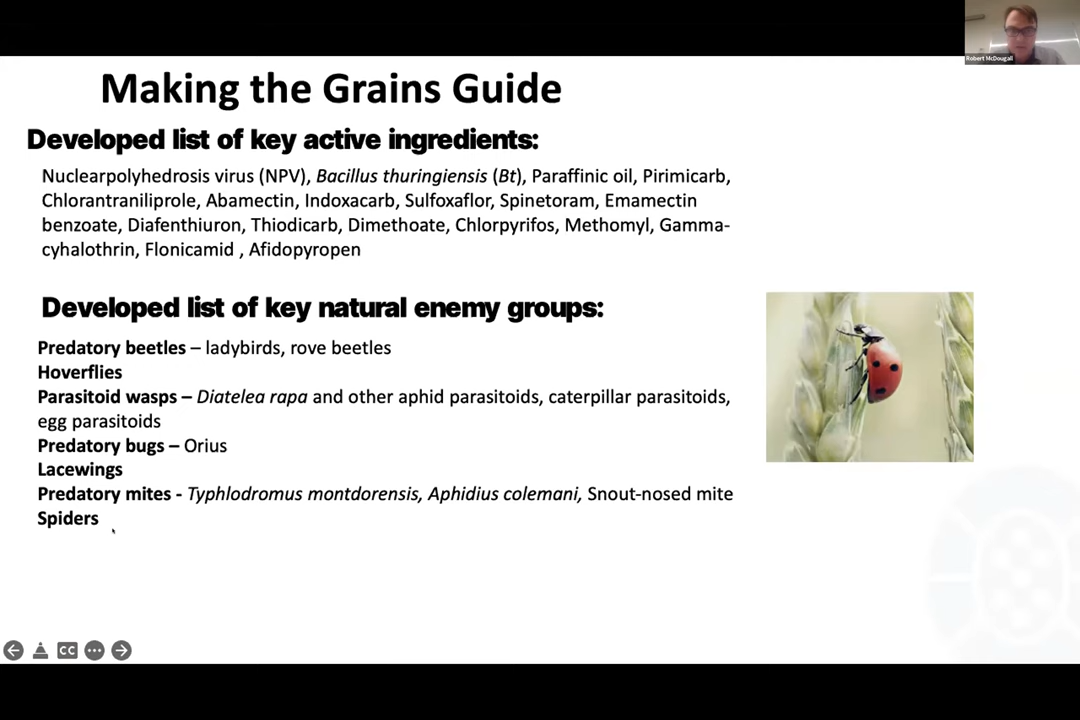 Robert McDougall
Making the Grains Guide
Developed list of key active ingredients:
Nuclearpolyhedrosis virus (NPV), Bacillus thuringiensis (Bt), Paraffinic oil, Pirimicarb,
Chlorantraniliprole, Abamectin, Indoxacarb, Sulfoxaflor, Spinetoram, Emamectin
benzoate, Diafenthiuron, Thiodicarb, Dimethoate, Chlorpyrifos, Methomyl, Gamma-
cyhalothrin, Flonicamid , Afidopyropen
Developed list of key natural enemy groups:
Predatory beetles – ladybirds, rove beetles
Hoverflies
Parasitoid wasps – Diatelea rapa and other aphid parasitoids, caterpillar parasitoids,
egg parasitoids
Predatory bugs – Orius
Lacewings
Predatory mites - Typhlodromus montdorensis, Aphidius colemani, Snout-nosed mite
Spiders
CC